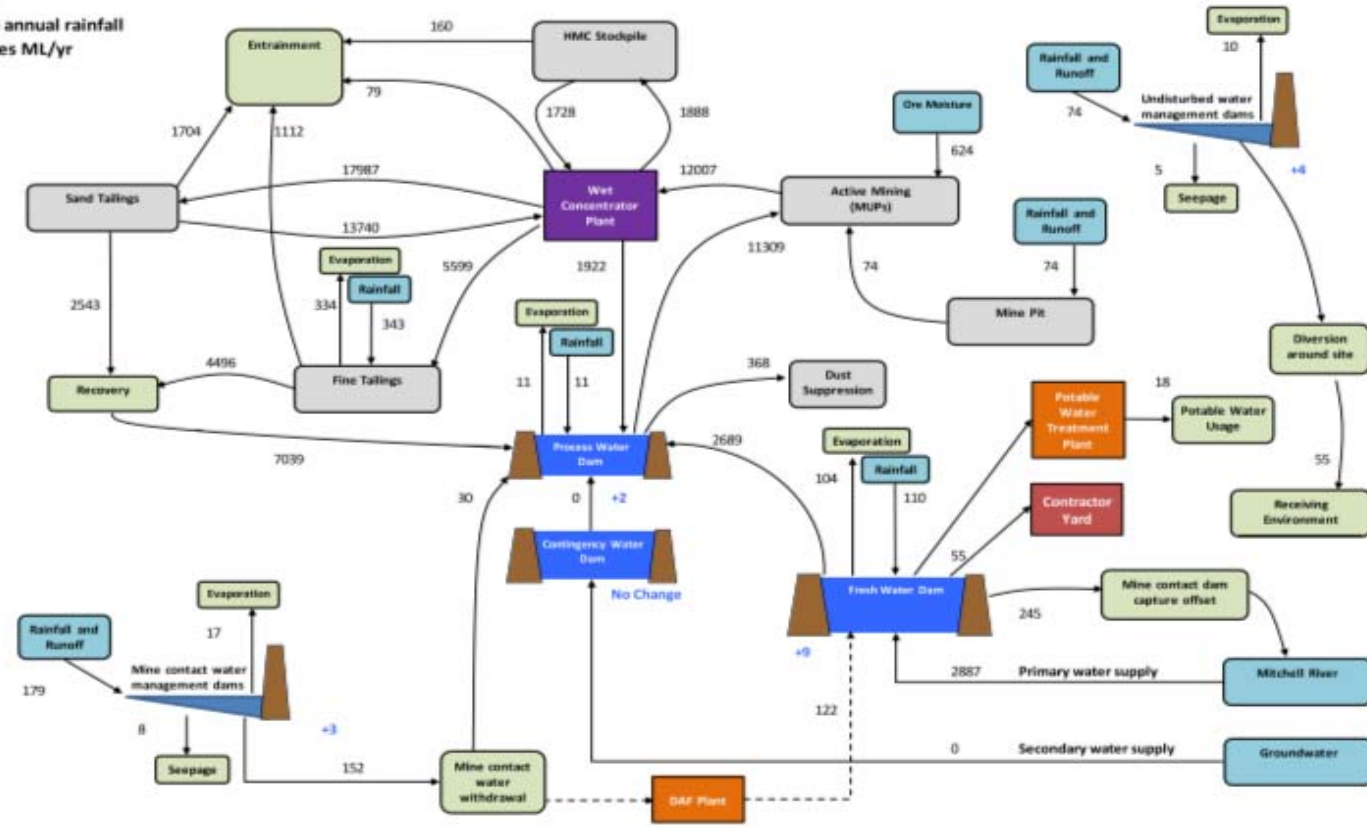 annual rainfall
es ML/yr
Entrainment
160
HMC Stockpile
Evaporation
10
Rainfall and
Runoff
79
1728
1888
Ore Moisture
74
Undisturbed water
management dams
1704
1112
624
17987
12007
5
+4
Sand Tailings
Wet
Concentrator
Plant
Active Mining
(MUPs)
Seepage
Rainfall and
Runoff
13740
11309
Evaporation
5599
1922
74
74
Rainfall
334
2543
343
Evaporation
Mine Pit
Rainfall
Diversion
around site
4496
368
Fine Tailings
Dust
Suppression
Recovery
11
11
18
Potable
Water
Treatment
Plant
Potable Water
Usage
2689
Evaporation
Process Water
Dam
7039
Rainfall
55
104
110
30
0
+2
Contractor
Yard
Receiving
Environment
Contingency Water
Dam
55
Mine contact dam
capture offset
Evaporation
No Change
Fresh Water Dam
245
Rainfall and
Runoff
17
+9
Mine contact water
management dams
2887
Primary water supply
Mitchell River
179
122
8
+3
0
Secondary water supply
Groundwater
Seepage
152
Mine contact
water
withdrawal
DAF Plant